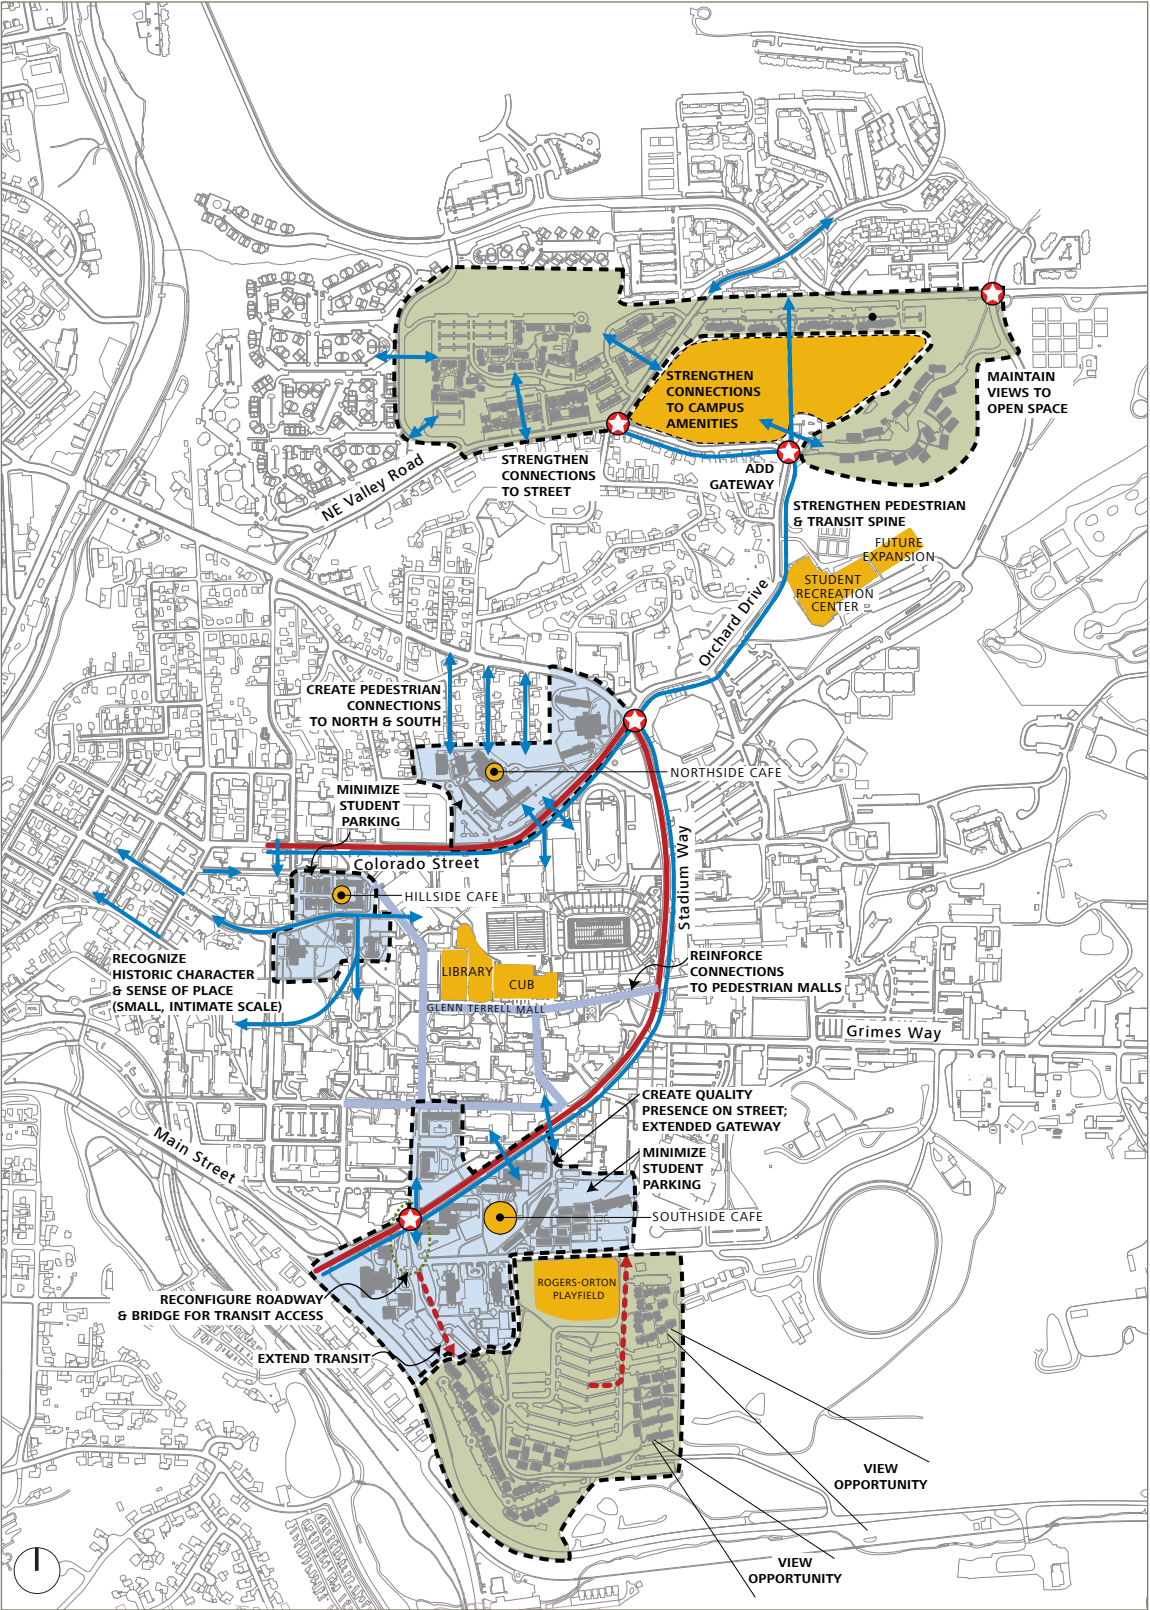 STRENGTHEN
CONNECTIONS
TO CAMPUS
AMENITIES
MAINTAIN
VIEWS TO
OPEN SPACE
STRENGTHEN
CONNECTIONS
TO STREET
ADD
GATEWAY
NE Valley Road
STRENGTHEN PEDESTRIAN
& TRANSIT SPINE
FUTURE
EXPANSION
STUDENT
RECREATION
CENTER
Orchard Drive
CREATE PEDESTRIAN
CONNECTIONS
TO NORTH & SOUTH
NORTHSIDE CAFE
MINIMIZE
STUDENT
PARKING
Colorado Street
Stadium Way
HILLSIDE CAFE
RECOGNIZE
HISTORIC CHARACTER
& SENSE OF PLACE
(SMALL, INTIMATE SCALE)
LIBRARY
CUB
GLENN TERRELL MALL
REINFORCE
CONNECTIONS
TO PEDESTRIAN MALLS
Grimes Way
CREATE QUALITY
PRESENCE ON STREET;
EXTENDED GATEWAY
Main Street
MINIMIZE
STUDENT
PARKING
SOUTHSIDE CAFE
ROGERS-ORTON
PLAYFIELD
RECONFIGURE ROADWAY
& BRIDGE FOR TRANSIT ACCESS
EXTEND TRANSIT
VIEW
OPPORTUNITY
VIEW
OPPORTUNITY